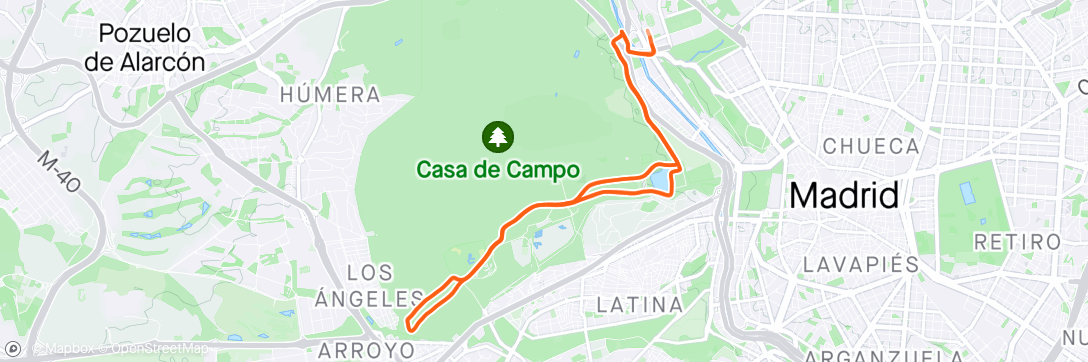 Pozuelo
de Alarcón
HÚMERA
M-40
Casa de Campo
CHUECA
Madrid
RETIRO
LAVAPIÉS
LOS
ÁNGELES
LATINA
ARROYO
ARGANZUELA
© Mapbox © OpenStreetMap